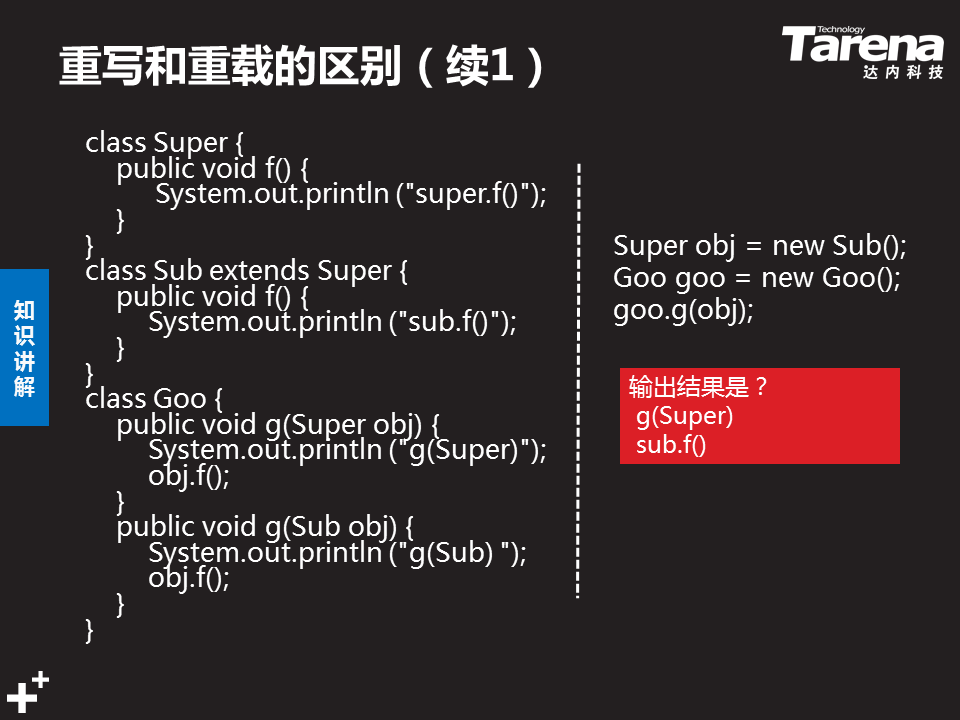 重写和重载的区别（续1）
Technology
Tarena
达内科技
class Super {
public void f() {
System.out.println ("super.f()");
}
}
class Sub extends Super {
public void f() {
System.out.println ("sub.f()");
}
}
class Goo {
public void g(Super obj) {
System.out.println ("g(Super)");
obj.f();
}
public void g(Sub obj) {
System.out.println ("g(Sub) ");
obj.f();
}
}
Super obj = new Sub();
Goo goo = new Goo();
goo.g(obj);
输出结果是？
g(Super)
sub.f()
知
识
讲
解